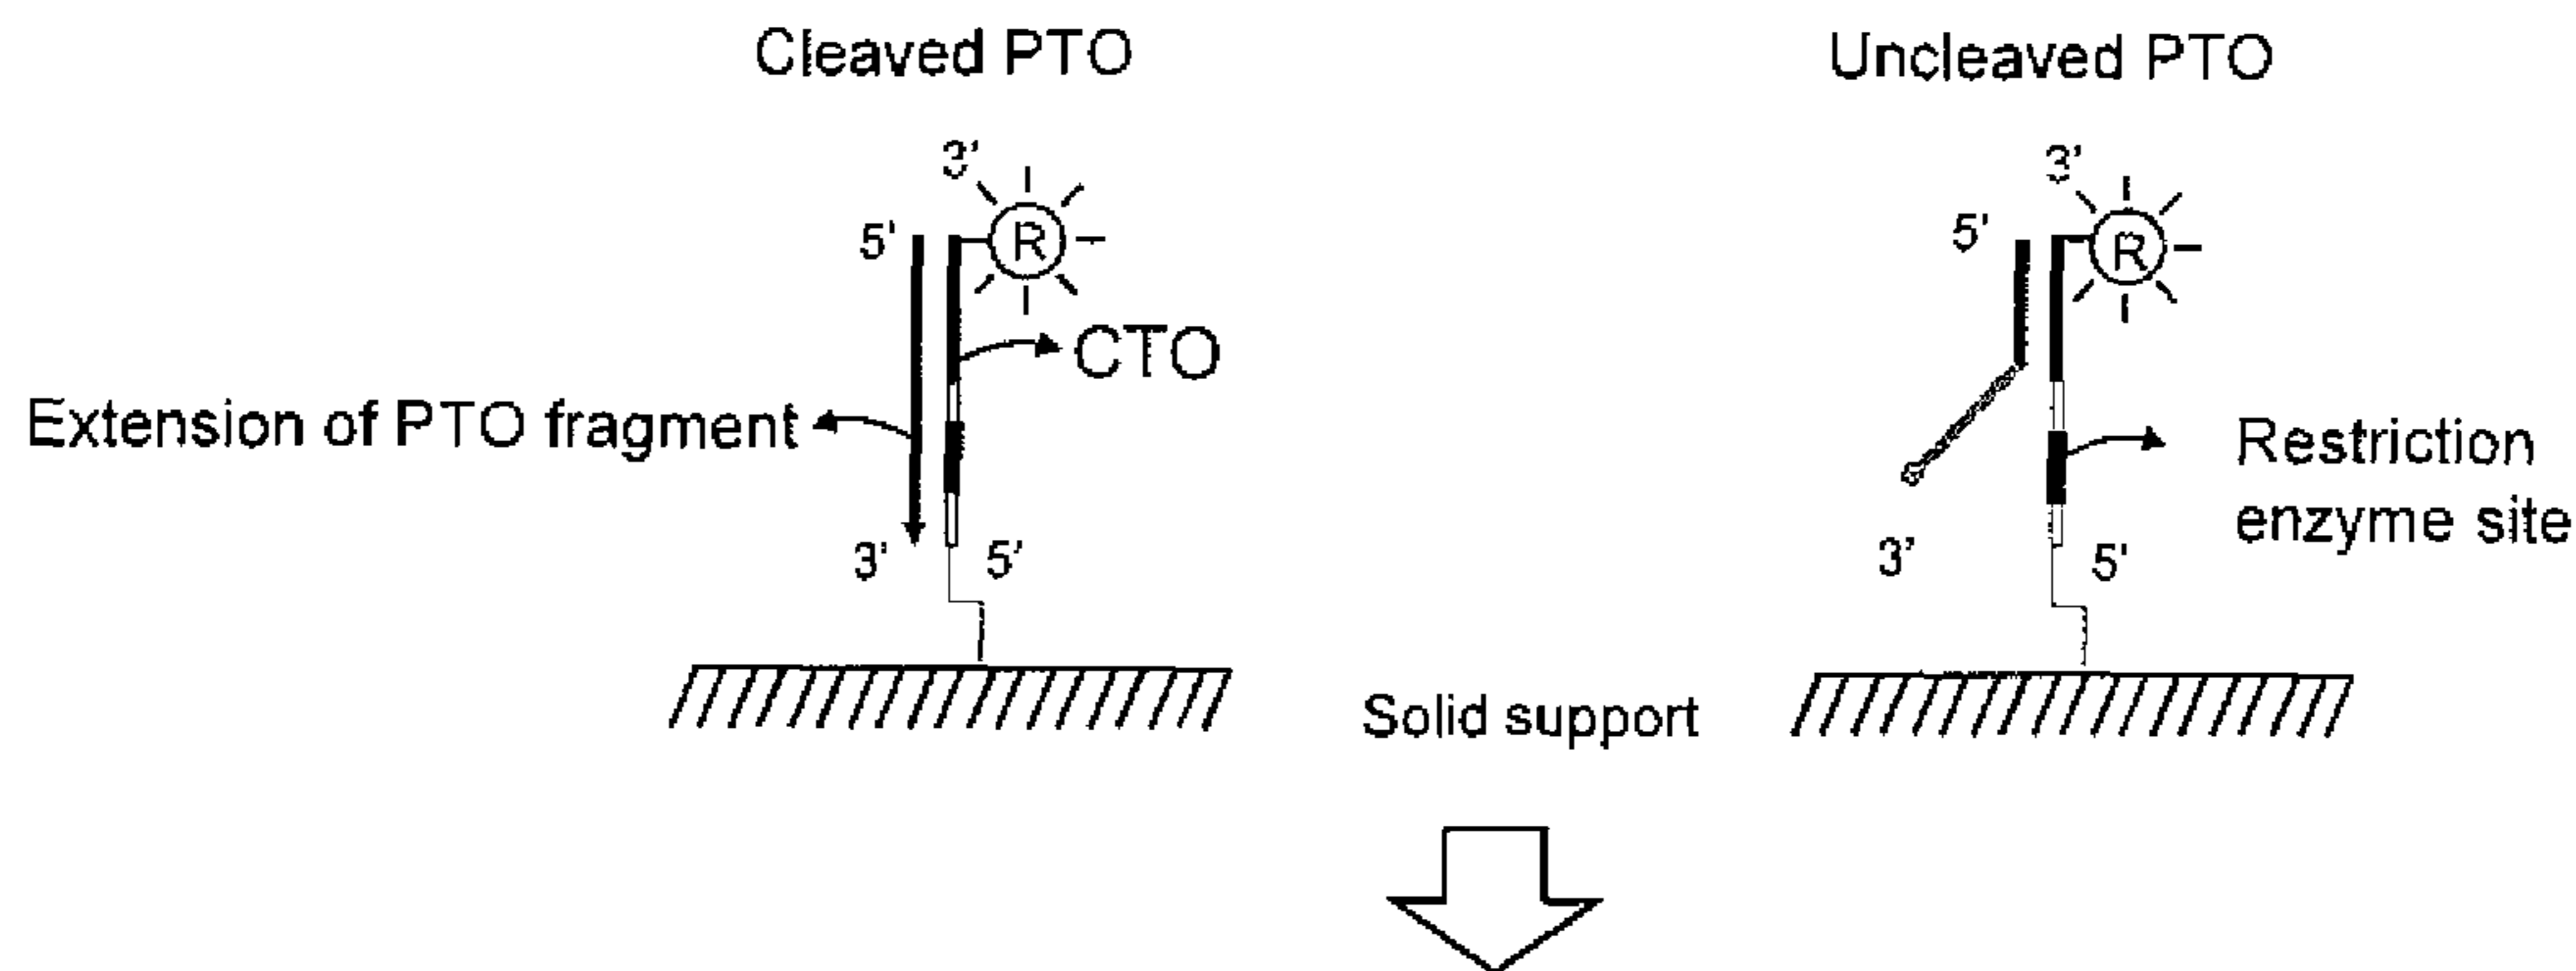 Cleaved PTO
Uncleaved PTO
3'
3'
5'
R
5'
R
CTO
Extension of PTO fragment
Restriction
enzyme site
3'
5'
3'
5'
Solid support